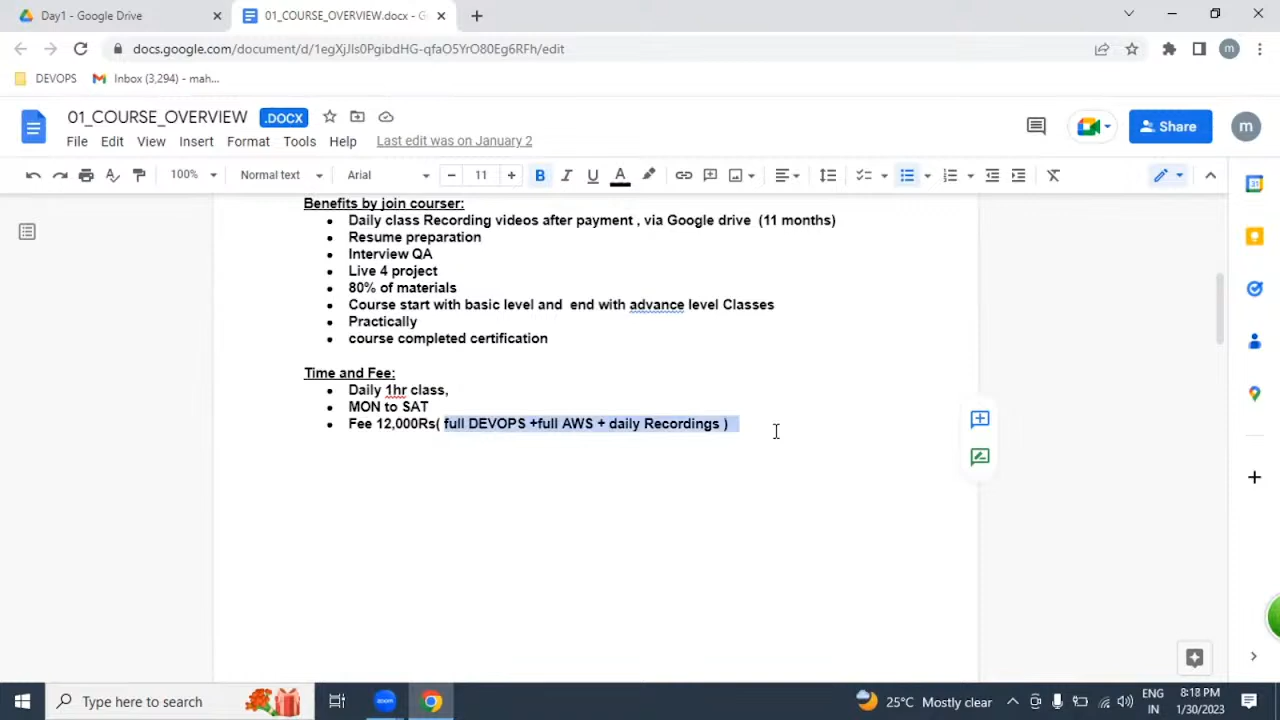 Day1 - Google Drive
01_COURSE_OVERVIEW.docx - G
docs.google.com/document/d/1egXjJIs0PgibdHG-qfaO5YrO80Eg6RFh/edit
DEVOPS
Inbox (3,294) - mah...
m
01_COURSE_OVERVIEW
.DOCX
File Edit View Insert Format Tools Help Last edit was on January 2
Share
m
100% Normal text Arial 11 B I U A
Benefits by join courser:
• Daily class Recording videos after payment , via Google drive (11 months)
• Resume preparation
• Interview QA
• Live 4 project
• 80% of materials
• Course start with basic level and end with advance level Classes
• Practically
• course completed certification
Time and Fee:
• Daily 1hr class,
• MON to SAT
• Fee 12,000Rs( full DEVOPS +full AWS + daily Recordings )
31
Type here to search
zoom
25°C Mostly clear
ENG
IN
8:18 PM
1/30/2023